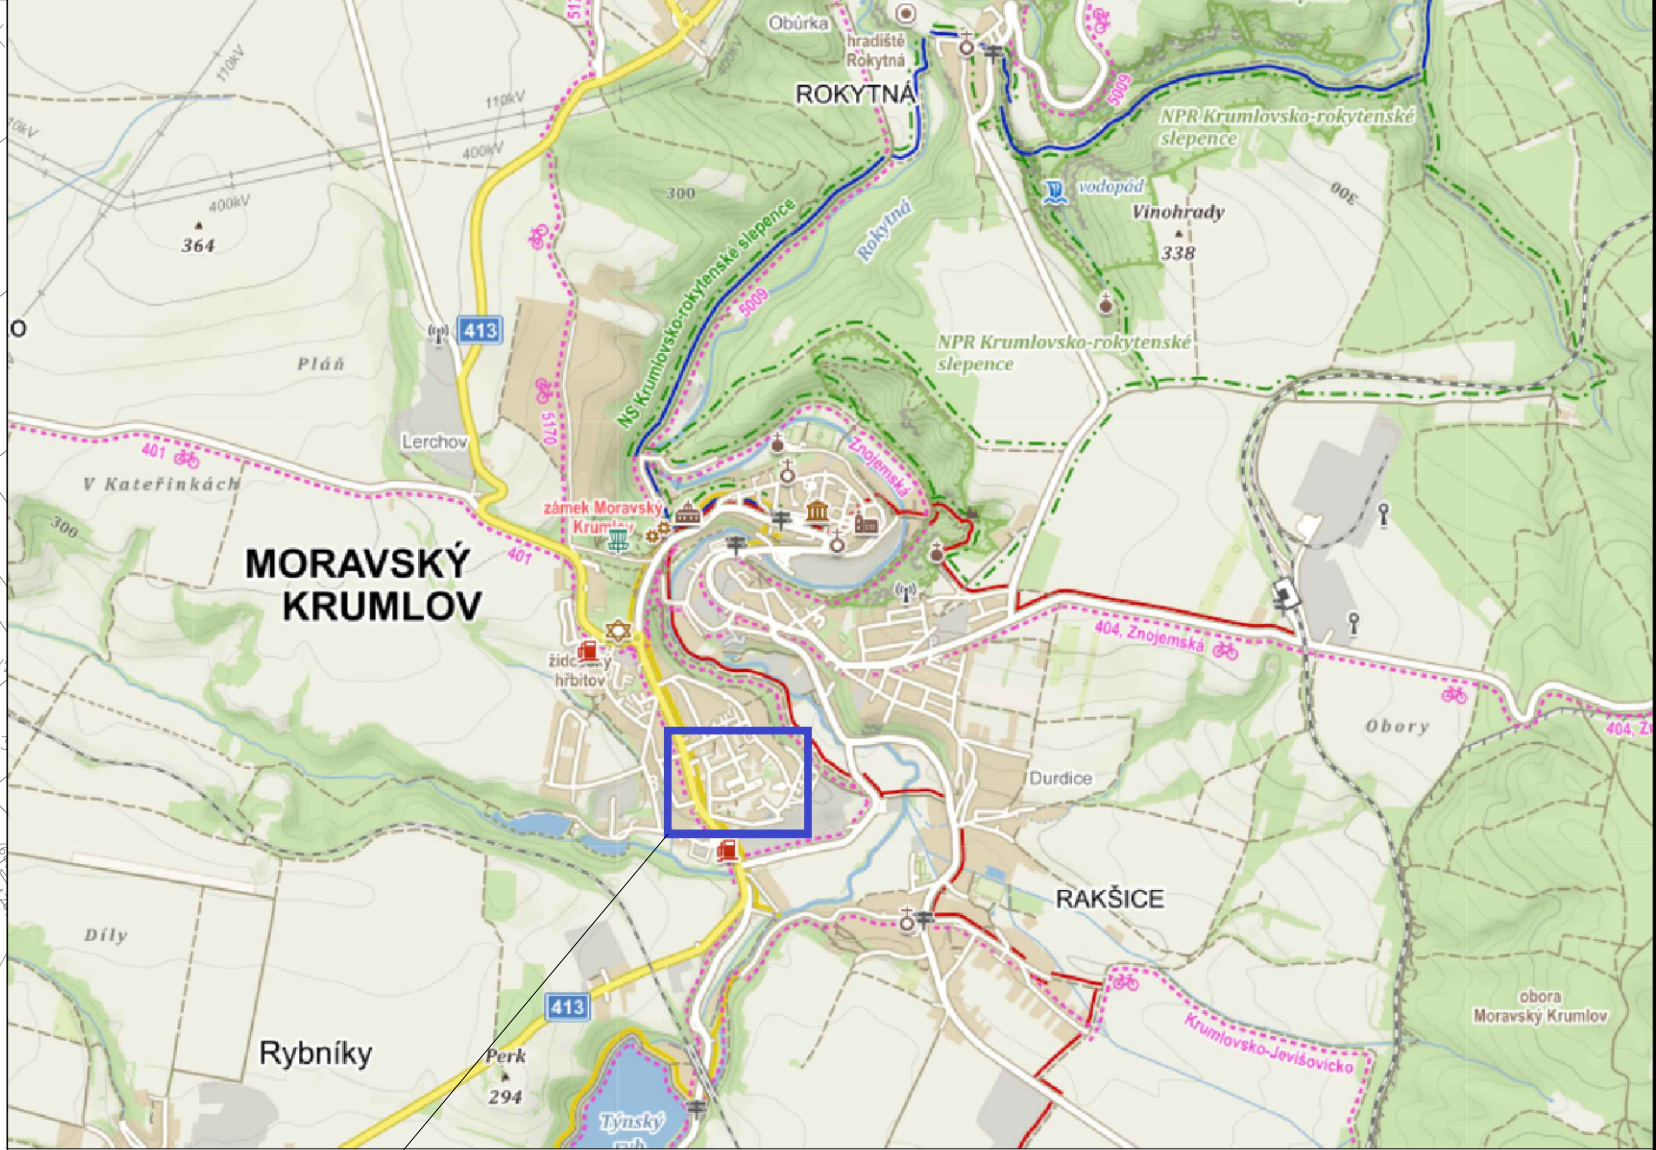 Obůrka
hradiště
Rokytná
ROKYTNÁ
110kV
400kV
110kV
400kV
400kV
5009
NPR Krumlovsko-rokytenské
slepence
300
vodopád
300
Vinohrady
338
364
Rokytná
NS Krumlovsko-rokytenské slepence
5009
413
Pláň
NPR Krumlovsko-rokytenské
slepence
5170
Lerchov
401
V Kateřinkách
Znojemská
300
zámek Moravský
Krumlov
401
MORAVSKÝ
KRUMLOV
404, Znojemská
židovský
hřbitov
Obory
Durdice
RAKŠICE
Díly
413
obora
Moravský Krumlov
Krumlovsko-Jevišovicko
Rybníky
Perk
294
Týnský